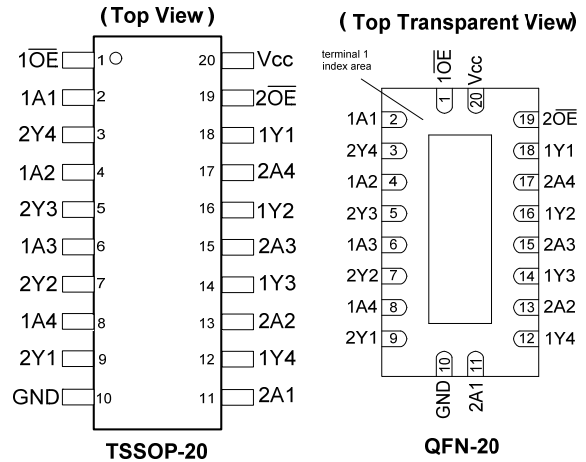 (Top View)
1O̅E̅ 1 20 Vcc
1A1 2 19 2O̅E̅
2Y4 3 18 1Y1
1A2 4 17 2A4
2Y3 5 16 1Y2
1A3 6 15 2A3
2Y2 7 14 1Y3
1A4 8 13 2A2
2Y1 9 12 1Y4
GND 10 11 2A1
TSSOP-20
( Top Transparent View)
terminal 1
index area
1O̅E̅ Vcc
1 20
1A1 2 19 2O̅E̅
2Y4 3 18 1Y1
1A2 4 17 2A4
2Y3 5 16 1Y2
1A3 6 15 2A3
2Y2 7 14 1Y3
1A4 8 13 2A2
2Y1 9 12 1Y4
10 11
GND 2A1
QFN-20